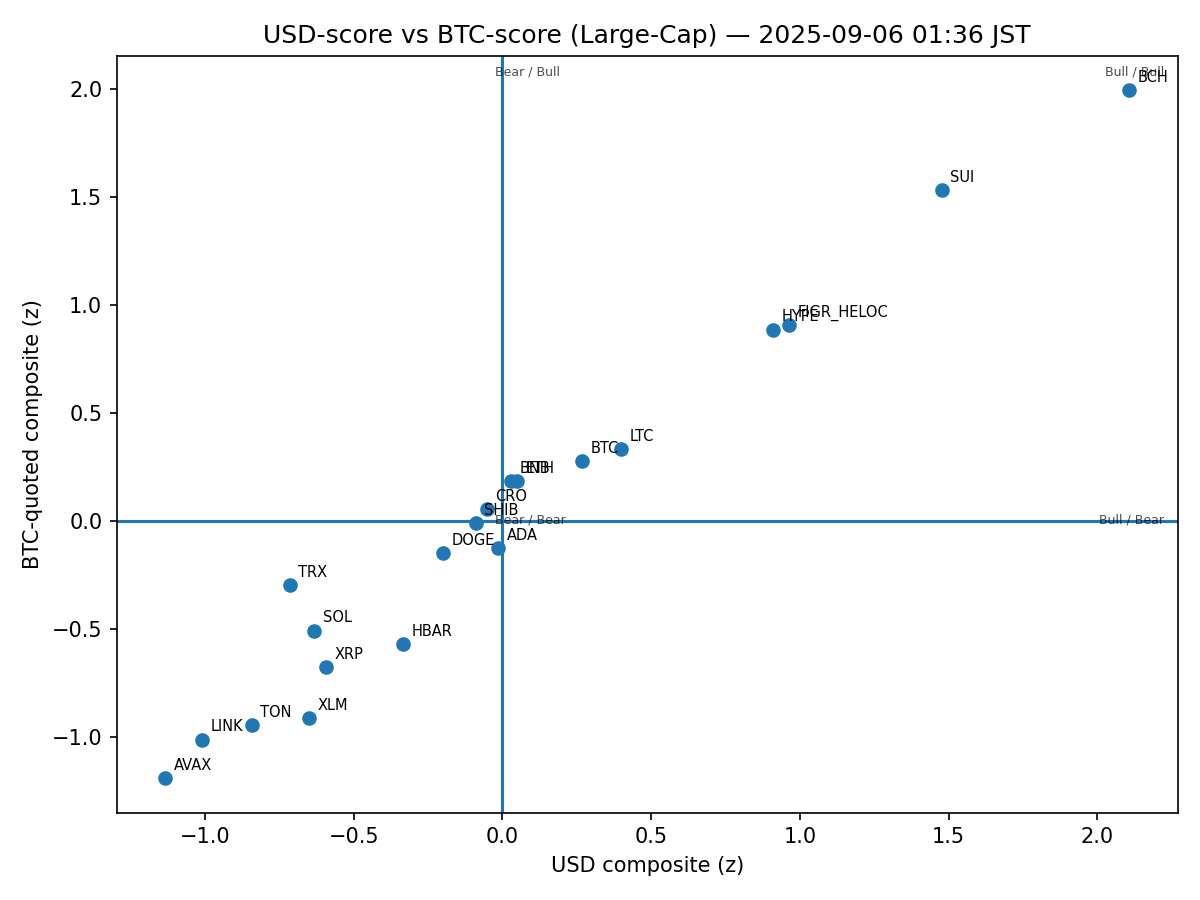 USD-score vs BTC-score (Large-Cap) — 2025-09-06 01:36 JST
Bear / Bull
Bull / Bull
BCH
SUI
FIGR_HELOC
HYPE
LTC
BTC
BNB
ETH
CRO
SHIB
Bear / Bear
Bull / Bear
ADA
DOGE
TRX
SOL
HBAR
XRP
XLM
TON
LINK
AVAX
2.0
1.5
1.0
0.5
0.0
−0.5
−1.0
BTC-quoted composite (z)
−1.0
−0.5
0.0
0.5
1.0
1.5
2.0
USD composite (z)